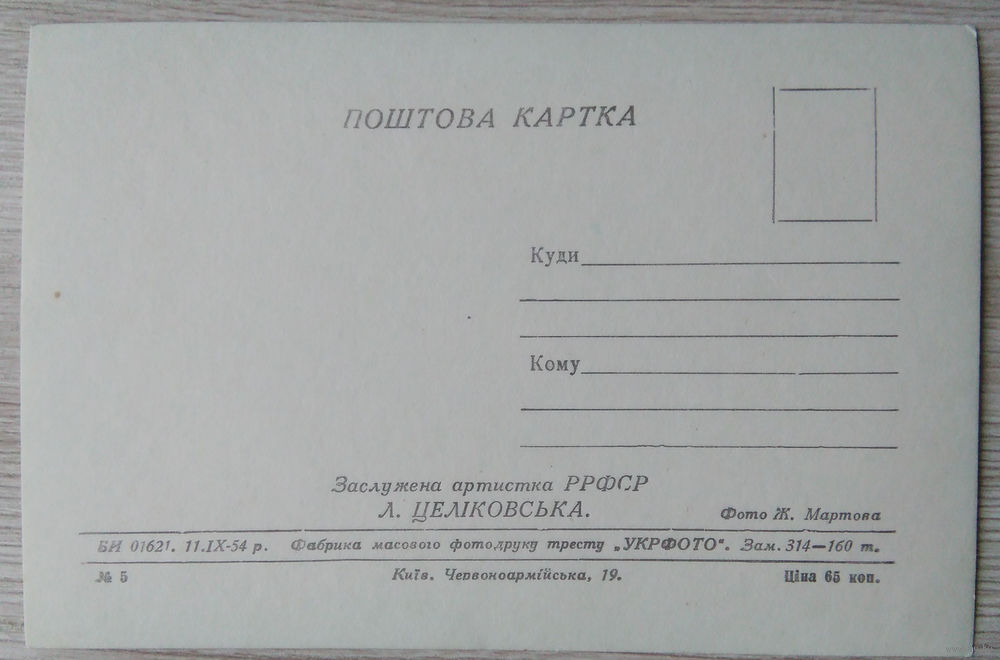 ПОШТОВА КАРТКА
Куди
Кому
Заслужена артистка РРФСР
Л. ЦЕЛІКОВСЬКА.
Фото Ж. Мартова
БИ 01621. 11.IX-54 р. Фабрика масового фотодруку тресту „УКРФОТО“. Зам. 314—160 т.
№ 5 Київ. Червоноармійська, 19. Ціна 65 коп.